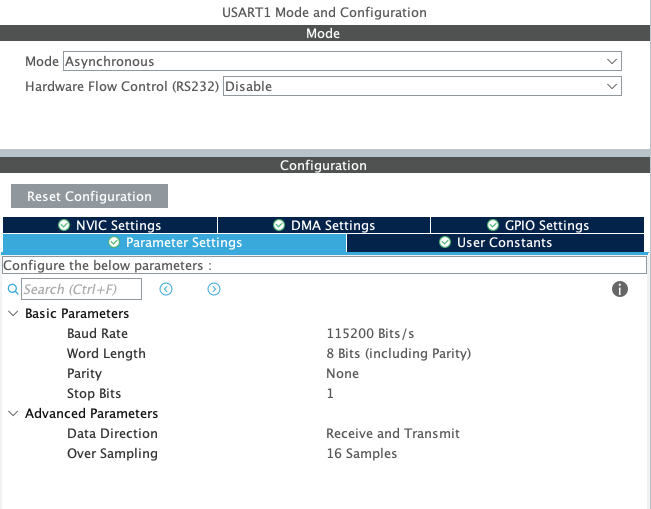 USART1 Mode and Configuration
Mode
Mode Asynchronous
Hardware Flow Control (RS232) Disable
Configuration
Reset Configuration
NVIC Settings DMA Settings GPIO Settings
Parameter Settings User Constants
Configure the below parameters :
Search (Ctrl+F)
Basic Parameters
Baud Rate 115200 Bits/s
Word Length 8 Bits (including Parity)
Parity None
Stop Bits 1
Advanced Parameters
Data Direction Receive and Transmit
Over Sampling 16 Samples